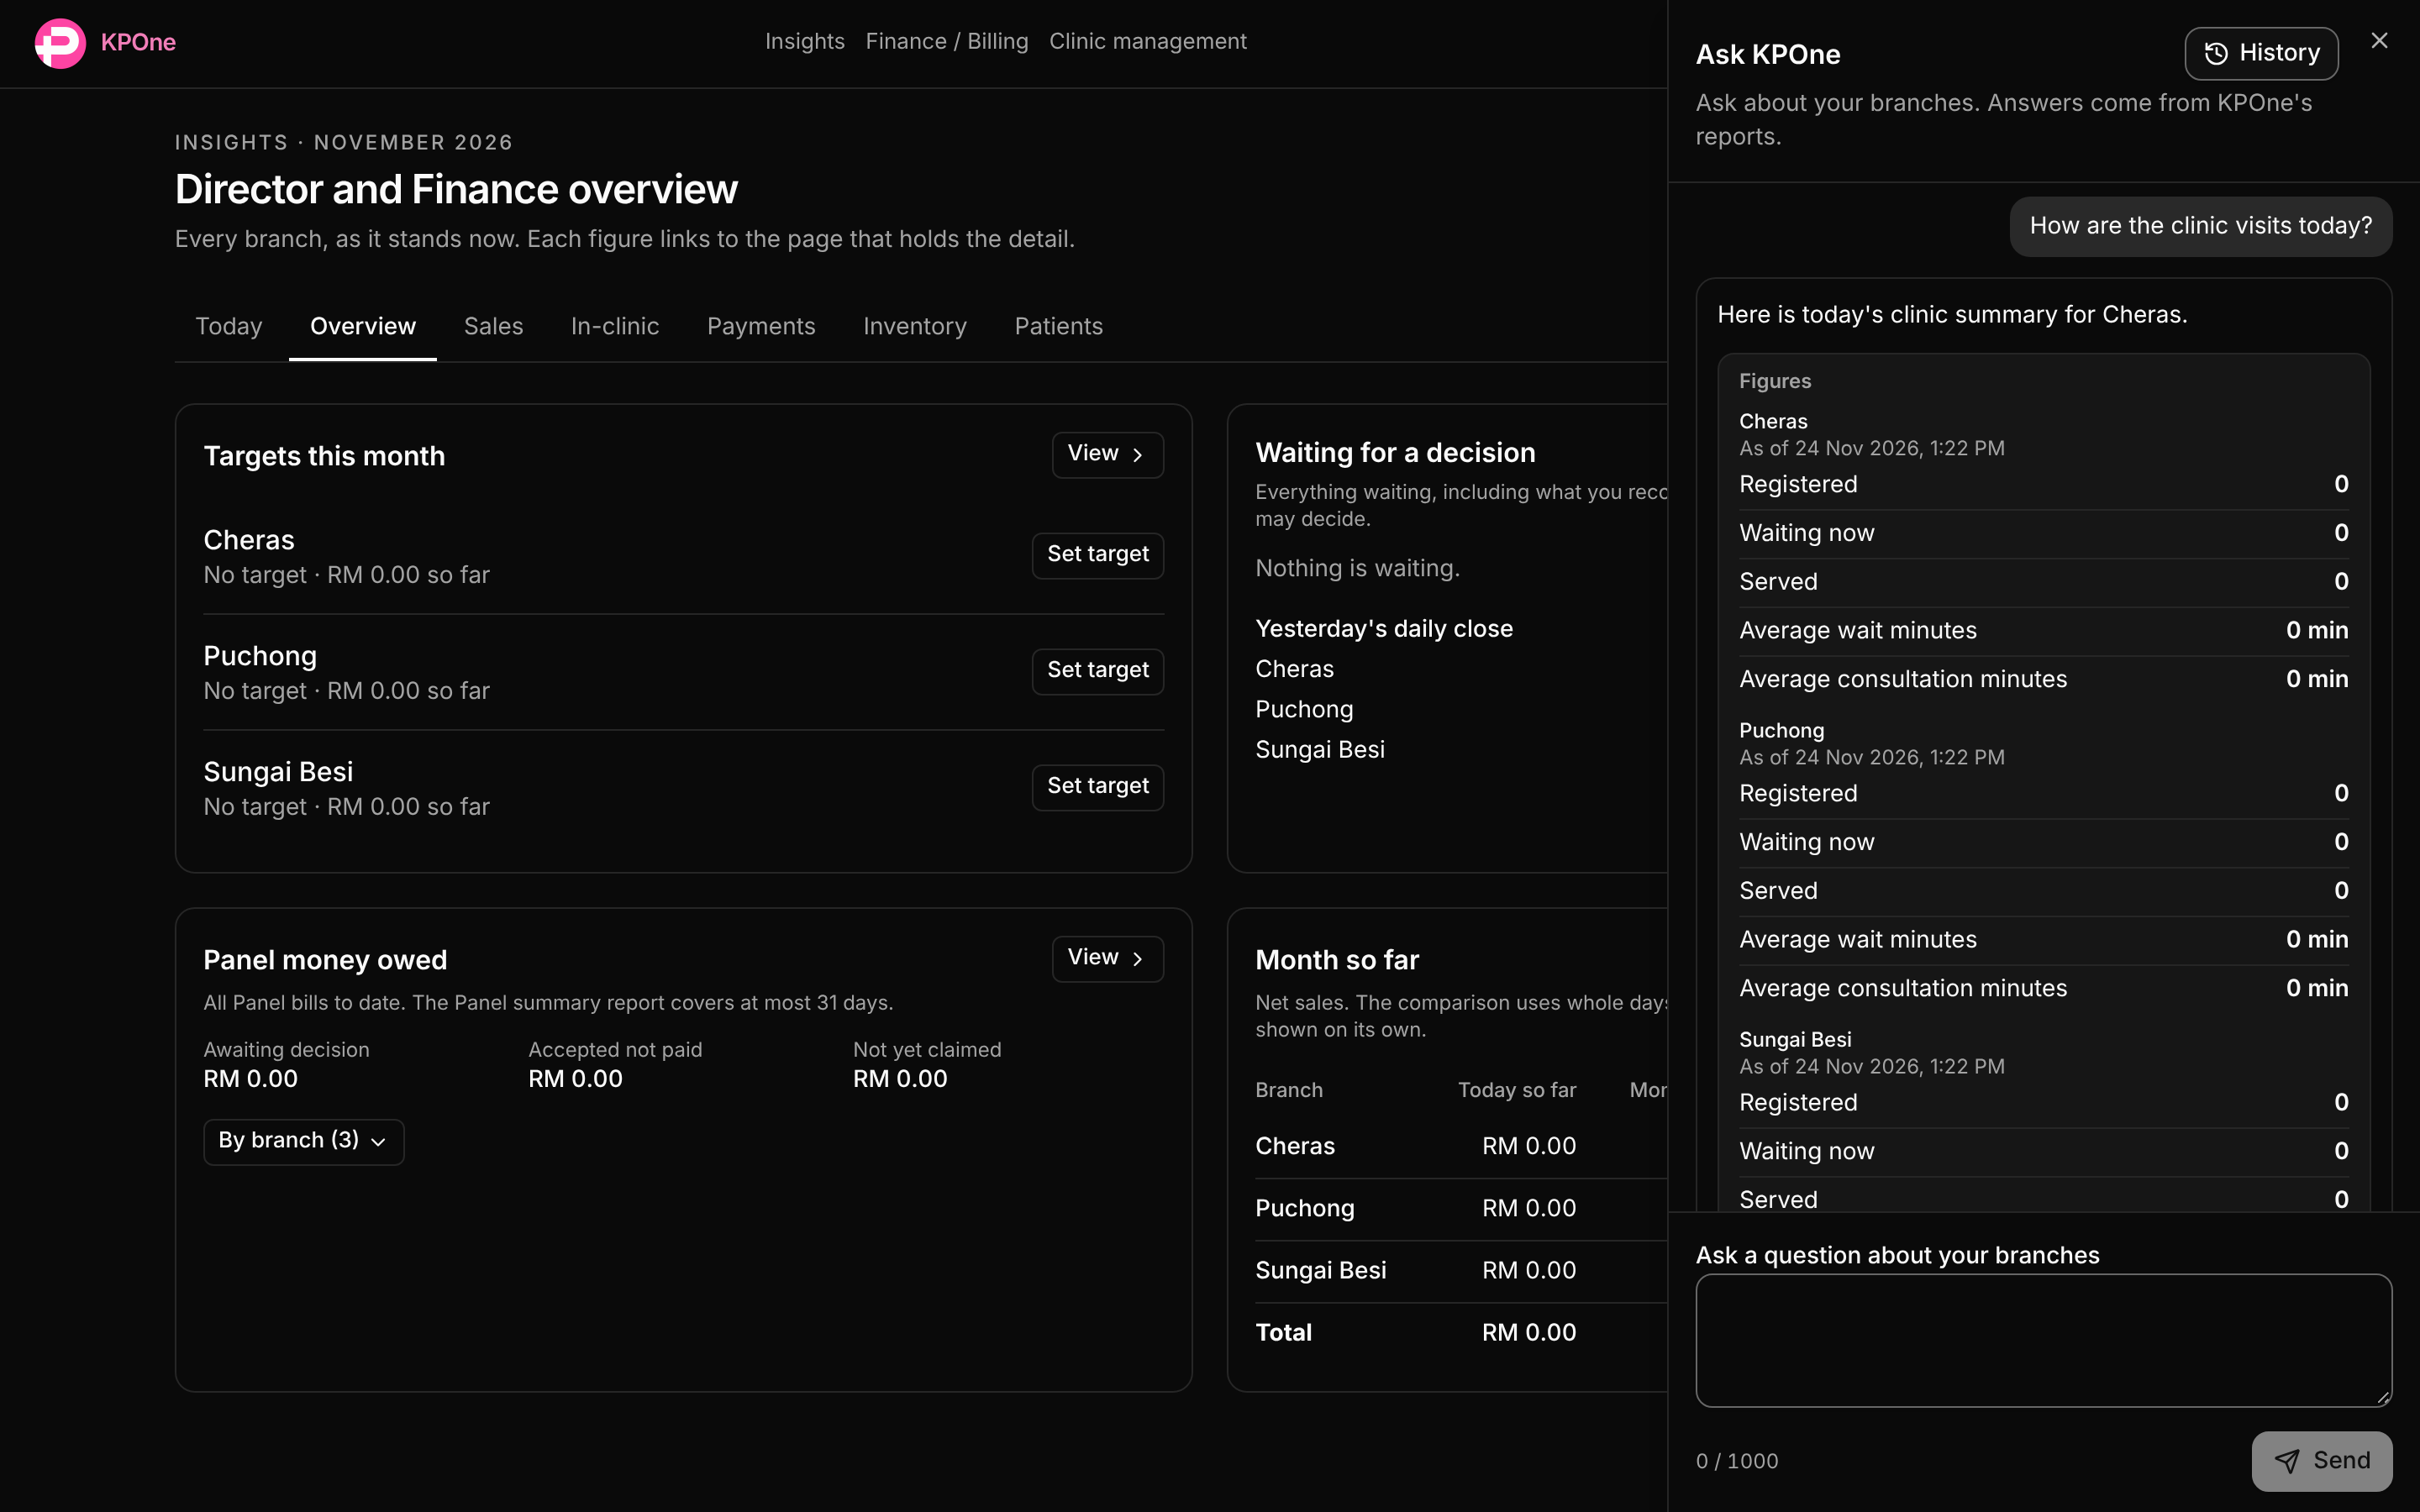 KPOne
Insights
Finance / Billing
Clinic management
INSIGHTS · NOVEMBER 2026
Director and Finance overview
Every branch, as it stands now. Each figure links to the page that holds the detail.
Today
Overview
Sales
In-clinic
Payments
Inventory
Patients
Targets this month
View
Cheras
No target · RM 0.00 so far
Set target
Puchong
No target · RM 0.00 so far
Set target
Sungai Besi
No target · RM 0.00 so far
Set target
Waiting for a decision
Everything waiting, including what you
may decide.
Nothing is waiting.
Yesterday's daily close
Cheras
Puchong
Sungai Besi
Panel money owed
View
All Panel bills to date. The Panel summary report covers at most 31 days.
Awaiting decision
RM 0.00
Accepted not paid
RM 0.00
Not yet claimed
RM 0.00
By branch (3)
Month so far
Net sales. The comparison uses whole days
shown on its own.
Branch
Today so far
Cheras
RM 0.00
Puchong
RM 0.00
Sungai Besi
RM 0.00
Total
RM 0.00
Ask KPOne
History
Ask about your branches. Answers come from KPOne's
reports.
How are the clinic visits today?
Here is today's clinic summary for Cheras.
Figures
Cheras
As of 24 Nov 2026, 1:22 PM
Registered 0
Waiting now 0
Served 0
Average wait minutes 0 min
Average consultation minutes 0 min
Puchong
As of 24 Nov 2026, 1:22 PM
Registered 0
Waiting now 0
Served 0
Average wait minutes 0 min
Average consultation minutes 0 min
Sungai Besi
As of 24 Nov 2026, 1:22 PM
Registered 0
Waiting now 0
Served 0
Ask a question about your branches
0 / 1000
Send